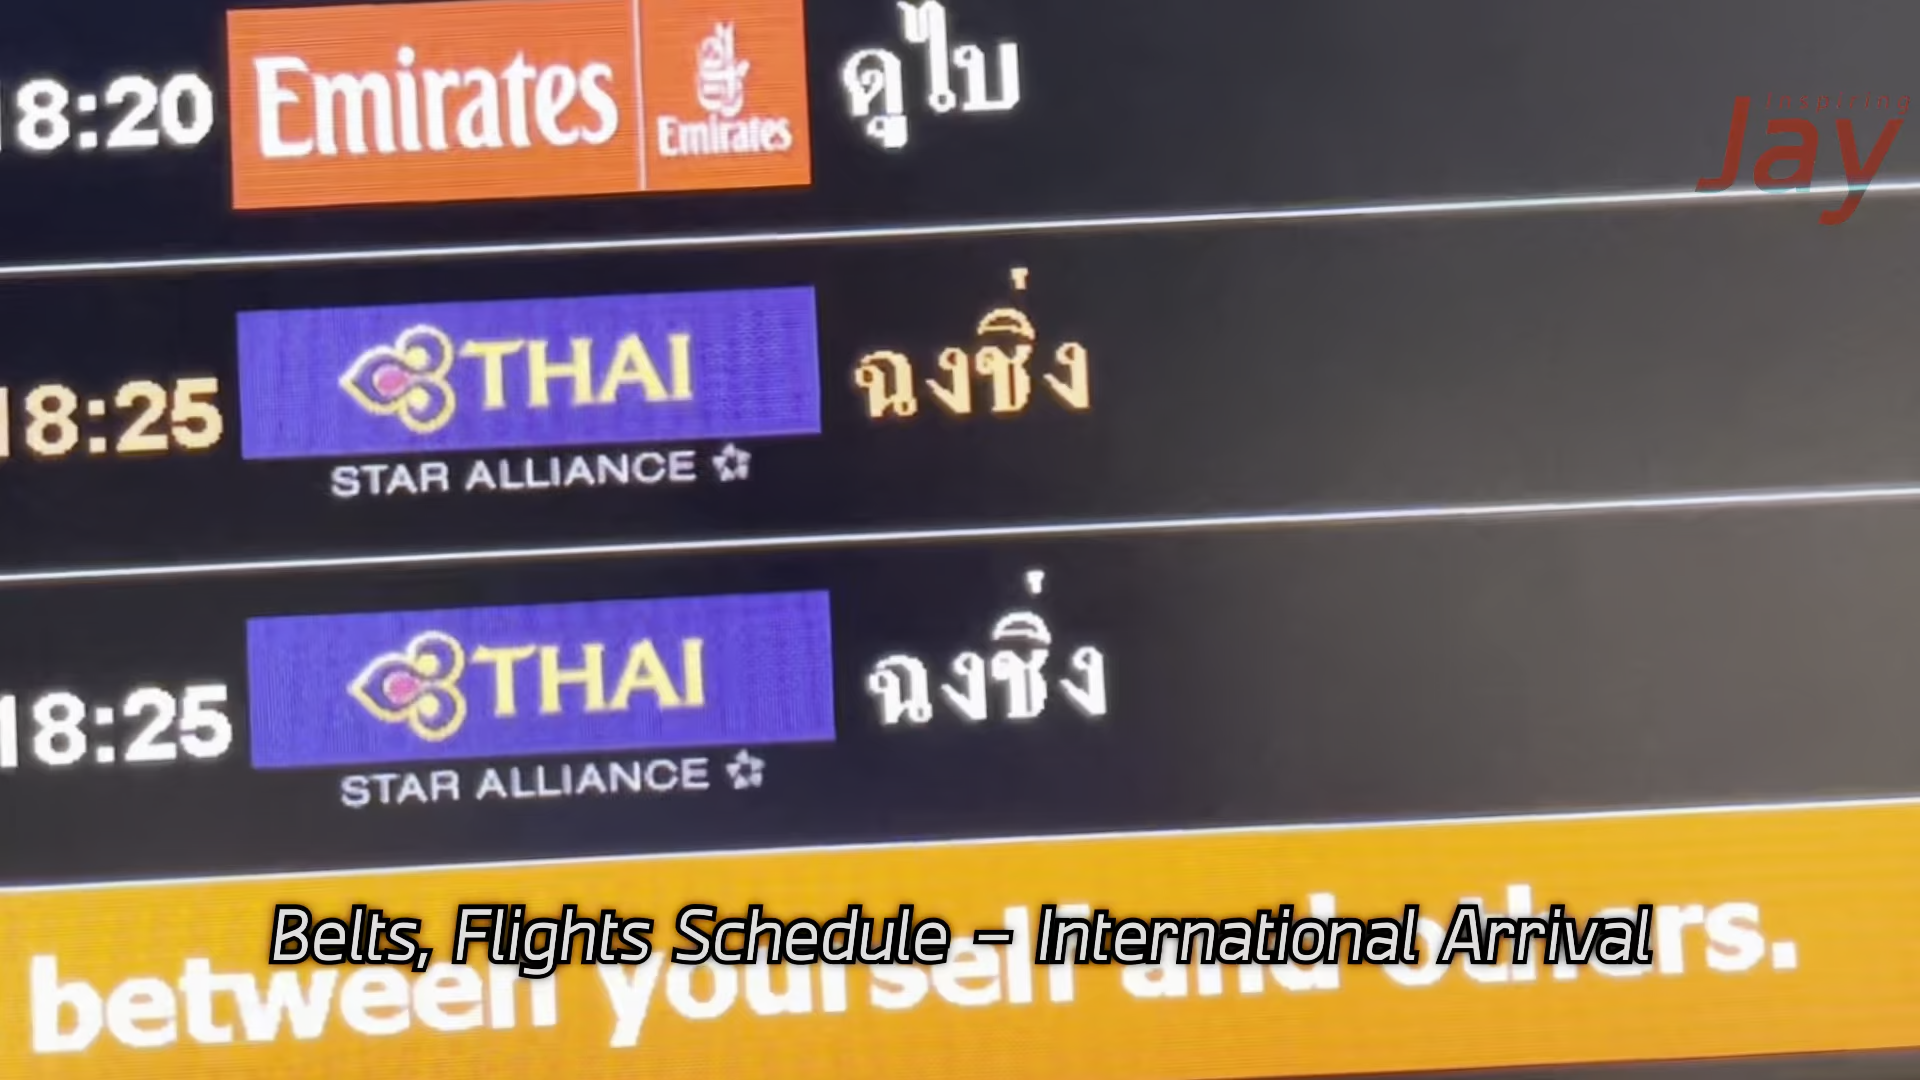 18:20 Emirates Emirates ดูไบ
inspiring
Jay
18:25 THAI ฉงชิ่ง
STAR ALLIANCE
18:25 THAI ฉงชิ่ง
STAR ALLIANCE
Belts, Flights Schedule – International Arrival
between yourself and others.